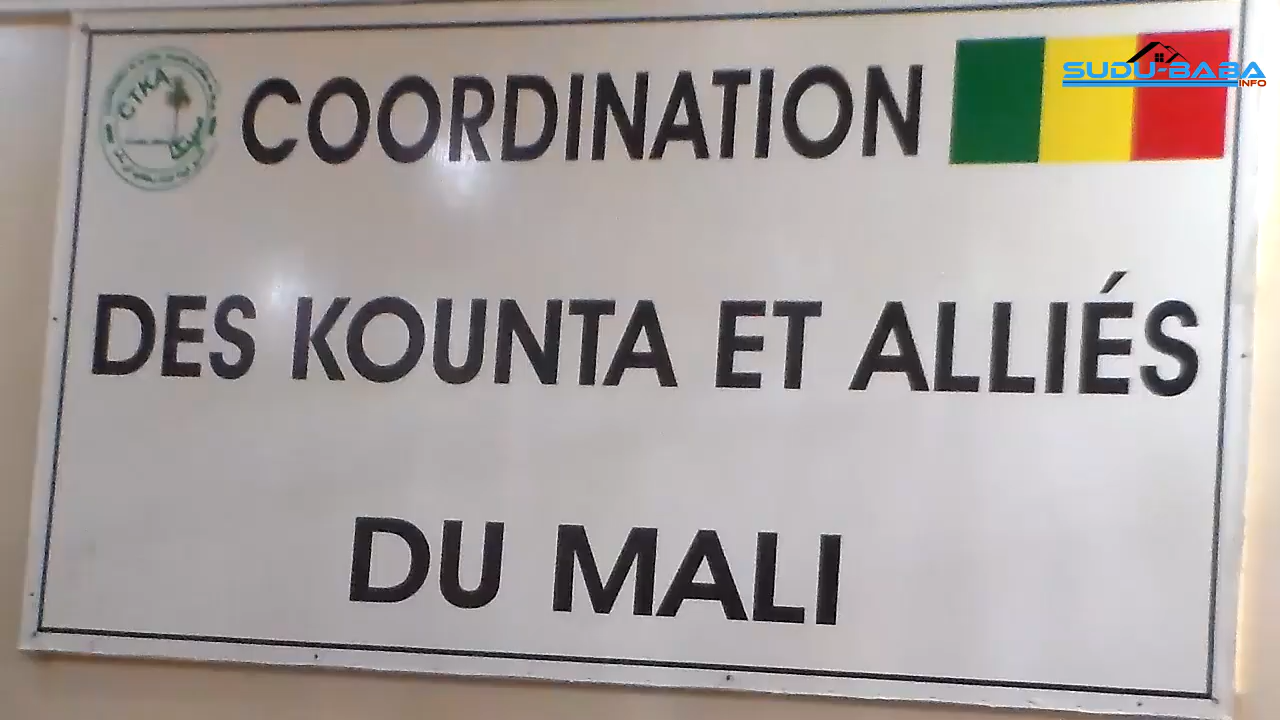 CTKA
COORDINATION
SUDU-BABA
INFO
DES KOUNTA ET ALLIÉS
DU MALI